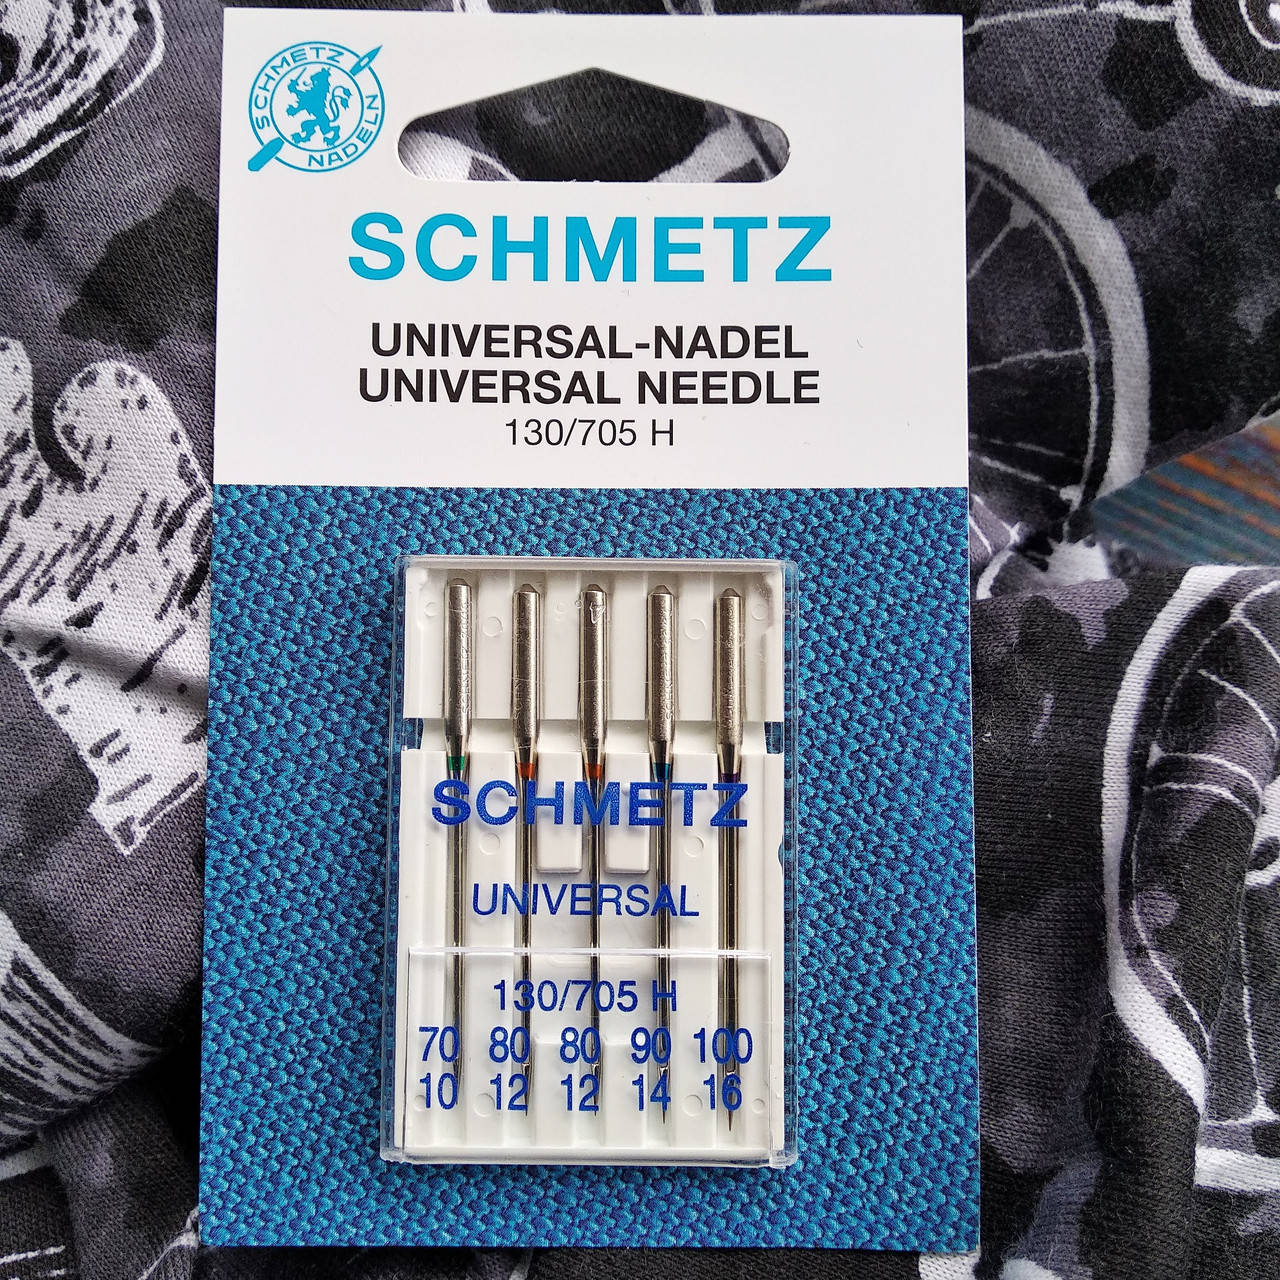 SCHMETZ
NADELN
SCHMETZ
UNIVERSAL-NADEL
UNIVERSAL NEEDLE
130/705 H
SCHMETZ
UNIVERSAL
130/705 H
70 80 80 90 100
10 12 12 14 16